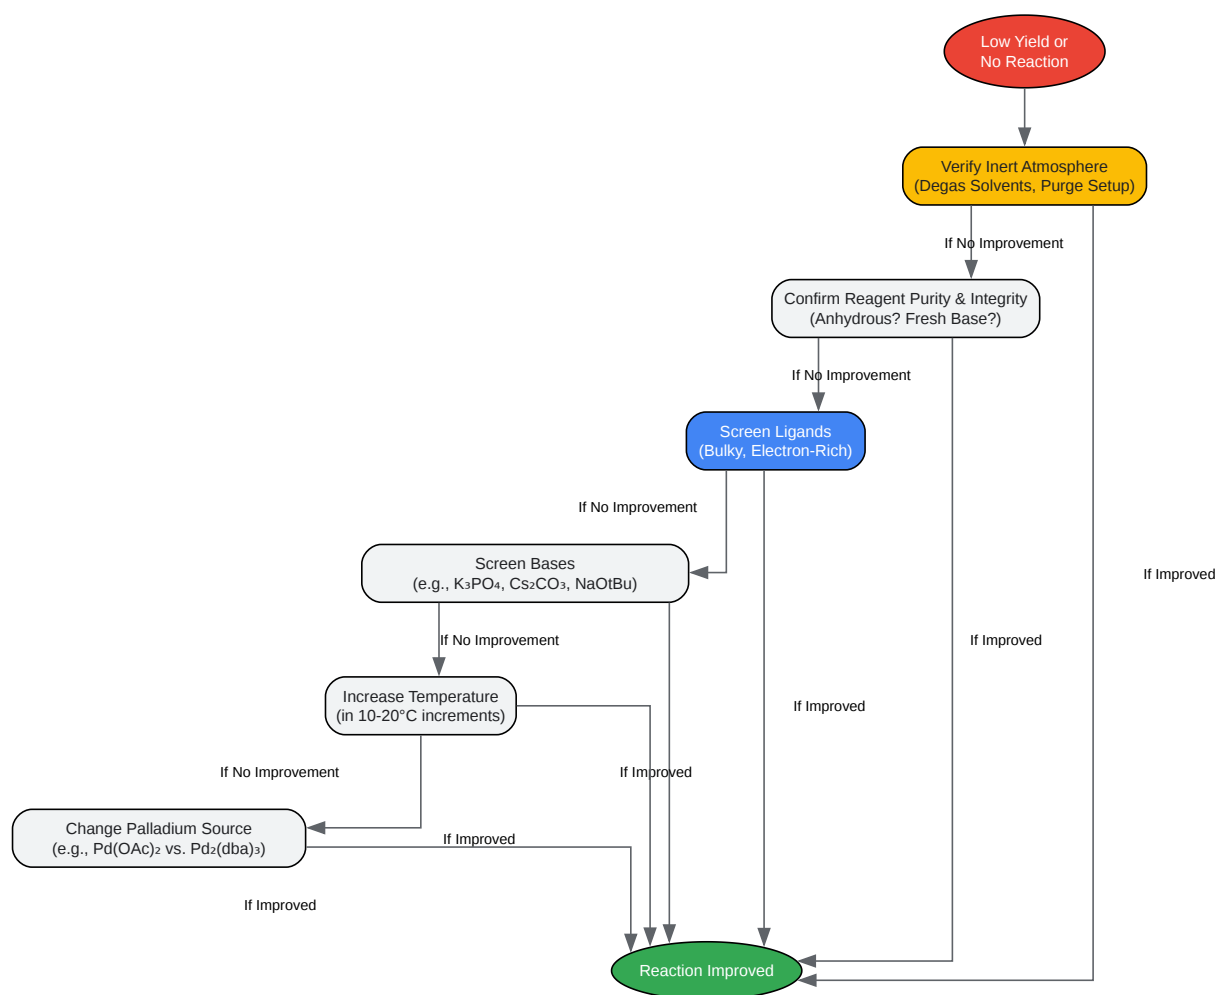 Low Yield or
No Reaction
Verify Inert Atmosphere
(Degas Solvents, Purge Setup)
If No Improvement
Confirm Reagent Purity & Integrity
(Anhydrous? Fresh Base?)
If No Improvement
Screen Ligands
(Bulky, Electron-Rich)
If No Improvement
Screen Bases
(e.g., K₃PO₄, Cs₂CO₃, NaOtBu)
If Improved
If No Improvement
If Improved
Increase Temperature
(in 10-20°C increments)
If Improved
If No Improvement
If Improved
Change Palladium Source
(e.g., Pd(OAc)₂ vs. Pd₂(dba)₃)
If Improved
If Improved
Reaction Improved